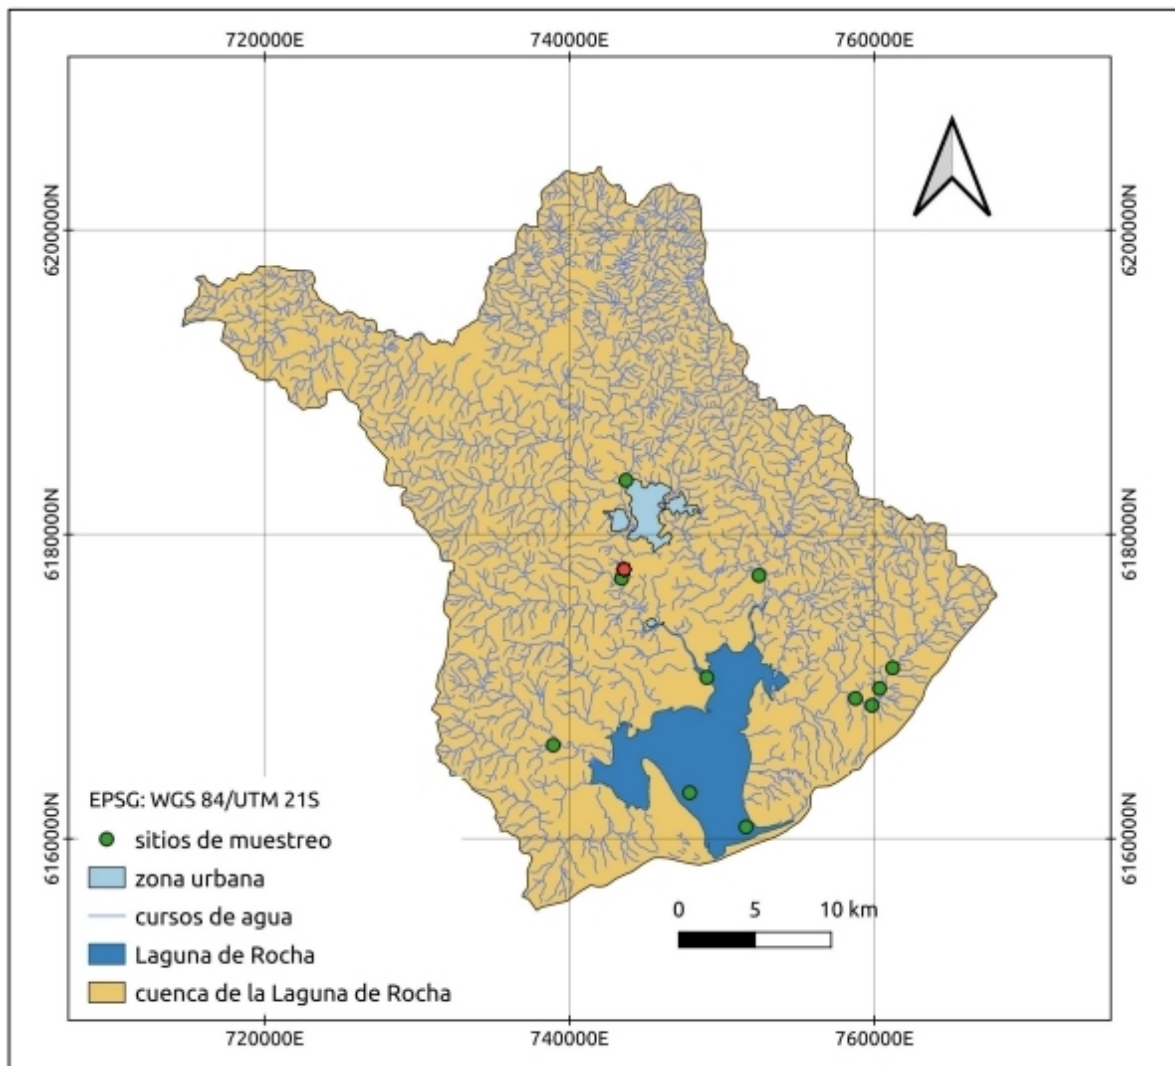 720000E 740000E 760000E
6200000N 6200000N
6180000N 6180000N
6160000N 6160000N
EPSG: WGS 84/UTM 21S
sitios de muestreo
zona urbana
cursos de agua
Laguna de Rocha
cuenca de la Laguna de Rocha
0 5 10 km
720000E 740000E 760000E